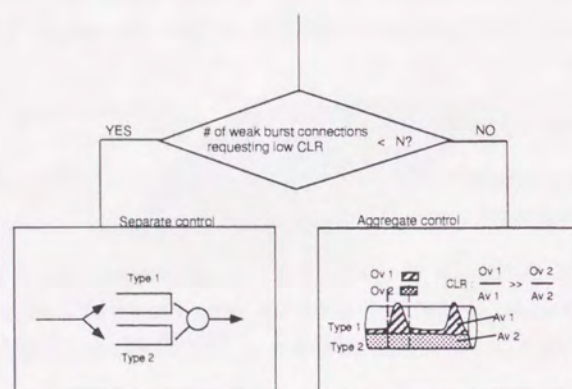 # of weak burst connections
requesting low CLR < N?
YES
NO
Separate control
Type 1
Type 2
Aggregate control
Ov 1
Ov 2
CLR : Ov 1 / Av 1 >> Ov 2 / Av 2
Type 1
Type 2
Av 1
Av 2